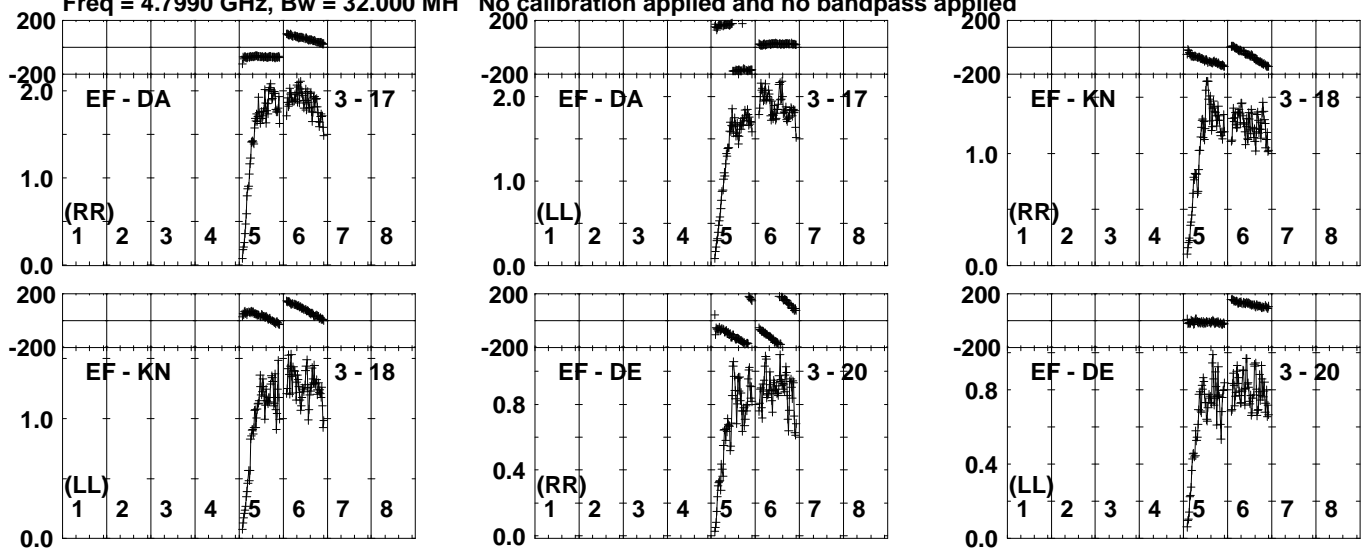 Freq = 4.7990 GHz, Bw = 32.000 MH No calibration applied and no bandpass applied
200 200 200
-200 -200 -200
2.0 EF - DA 3 - 17 2.0 EF - DA 3 - 17 EF - KN 3 - 18
1.0 1.0 1.0
(RR) (LL) (RR)
1 2 3 4 5 6 7 8 1 2 3 4 5 6 7 8 1 2 3 4 5 6 7 8
0.0 0.0 0.0
200 200 200
-200 -200 -200
EF - KN 3 - 18 EF - DE 3 - 20 EF - DE 3 - 20
1.0 0.8 0.8
0.4 0.4
(LL) (RR) (LL)
1 2 3 4 5 6 7 8 1 2 3 4 5 6 7 8 1 2 3 4 5 6 7 8
0.0 0.0 0.0